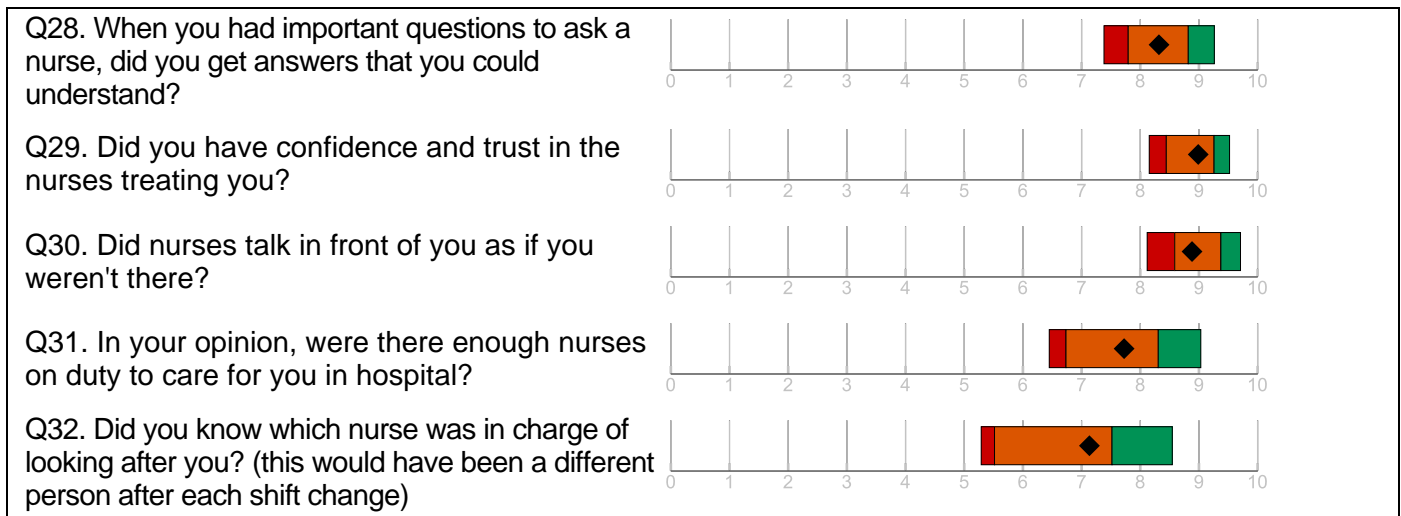 Q28. When you had important questions to ask a
nurse, did you get answers that you could
understand?
0 1 2 3 4 5 6 7 8 9 10
Q29. Did you have confidence and trust in the
nurses treating you?
0 1 2 3 4 5 6 7 8 9 10
Q30. Did nurses talk in front of you as if you
weren't there?
0 1 2 3 4 5 6 7 8 9 10
Q31. In your opinion, were there enough nurses
on duty to care for you in hospital?
0 1 2 3 4 5 6 7 8 9 10
Q32. Did you know which nurse was in charge of
looking after you? (this would have been a different
person after each shift change)
0 1 2 3 4 5 6 7 8 9 10